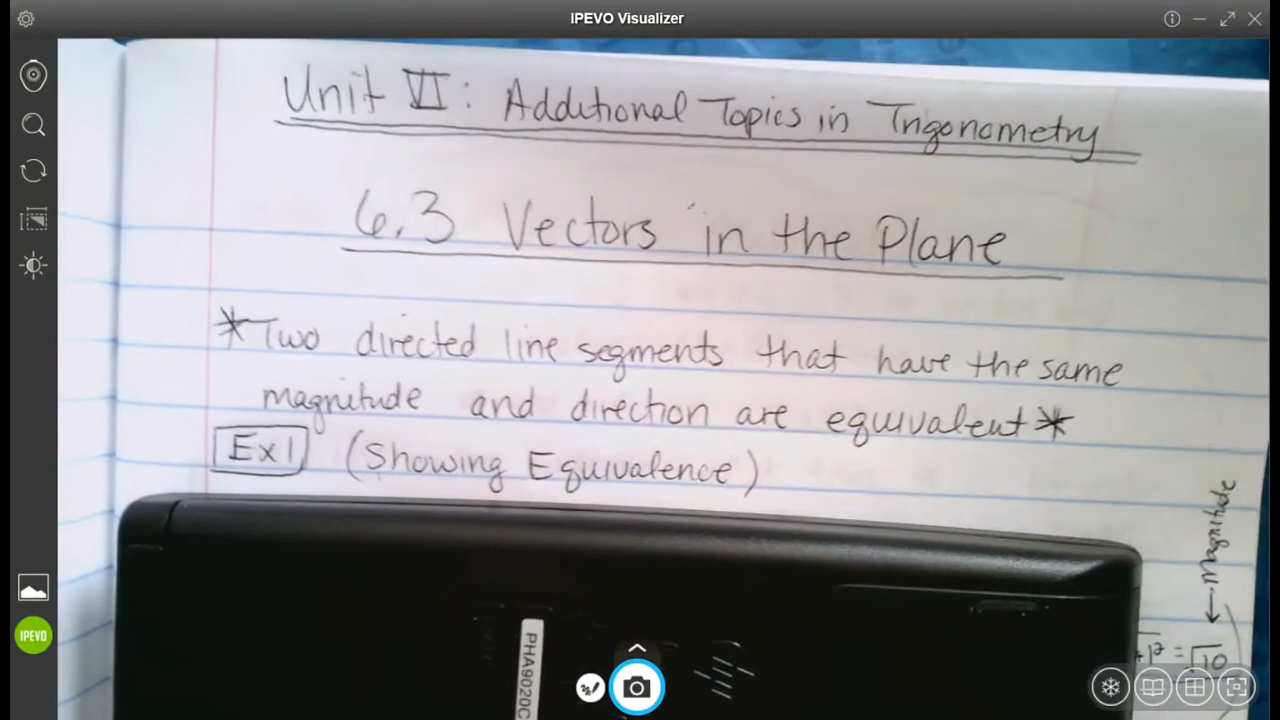 IPEVO Visualizer
Unit VI: Additional Topics in Trigonometry
6.3 Vectors in the Plane
*Two directed line segments that have the same
magnitude and direction are equivalent*
Ex 1 (Showing Equivalence)
Magnitude
= √10
PHA9020C
IPEVO